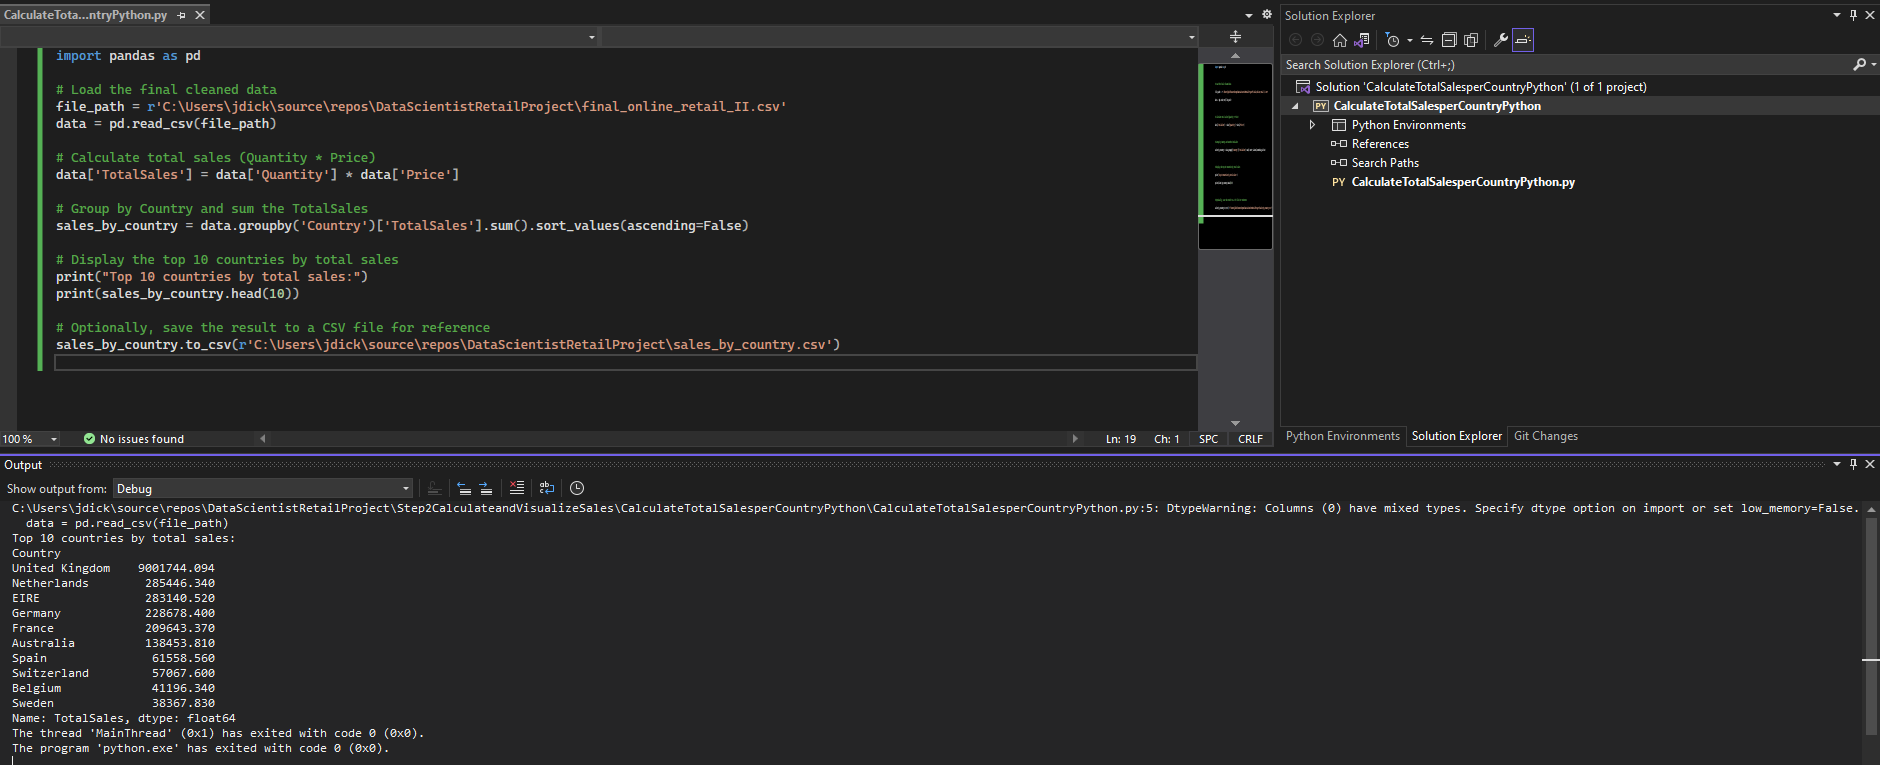 CalculateTota...ntryPython.py
import pandas as pd
# Load the final cleaned data
file_path = r'C:\Users\jdick\source\repos\DataScientistRetailProject\final_online_retail_II.csv'
data = pd.read_csv(file_path)
# Calculate total sales (Quantity * Price)
data['TotalSales'] = data['Quantity'] * data['Price']
# Group by Country and sum the TotalSales
sales_by_country = data.groupby('Country')['TotalSales'].sum().sort_values(ascending=False)
# Display the top 10 countries by total sales
print("Top 10 countries by total sales:")
print(sales_by_country.head(10))
# Optionally, save the result to a CSV file for reference
sales_by_country.to_csv(r'C:\Users\jdick\source\repos\DataScientistRetailProject\sales_by_country.csv')
100 %
No issues found
Ln: 19
Ch: 1
SPC
CRLF
Solution Explorer
Search Solution Explorer (Ctrl+;)
Solution 'CalculateTotalSalesperCountryPython' (1 of 1 project)
PY CalculateTotalSalesperCountryPython
Python Environments
References
Search Paths
PY CalculateTotalSalesperCountryPython.py
Python Environments
Solution Explorer
Git Changes
Output
Show output from: Debug
C:\Users\jdick\source\repos\DataScientistRetailProject\Step2CalculateandVisualizeSales\CalculateTotalSalesperCountryPython\CalculateTotalSalesperCountryPython.py:5: DtypeWarning: Columns (0) have mixed types. Specify dtype option on import or set low_memory=False.
data = pd.read_csv(file_path)
Top 10 countries by total sales:
Country
United Kingdom 9001744.094
Netherlands 285446.340
EIRE 283140.520
Germany 228678.400
France 209643.370
Australia 138453.810
Spain 61558.560
Switzerland 57067.600
Belgium 41196.340
Sweden 38367.830
Name: TotalSales, dtype: float64
The thread 'MainThread' (0x1) has exited with code 0 (0x0).
The program 'python.exe' has exited with code 0 (0x0).